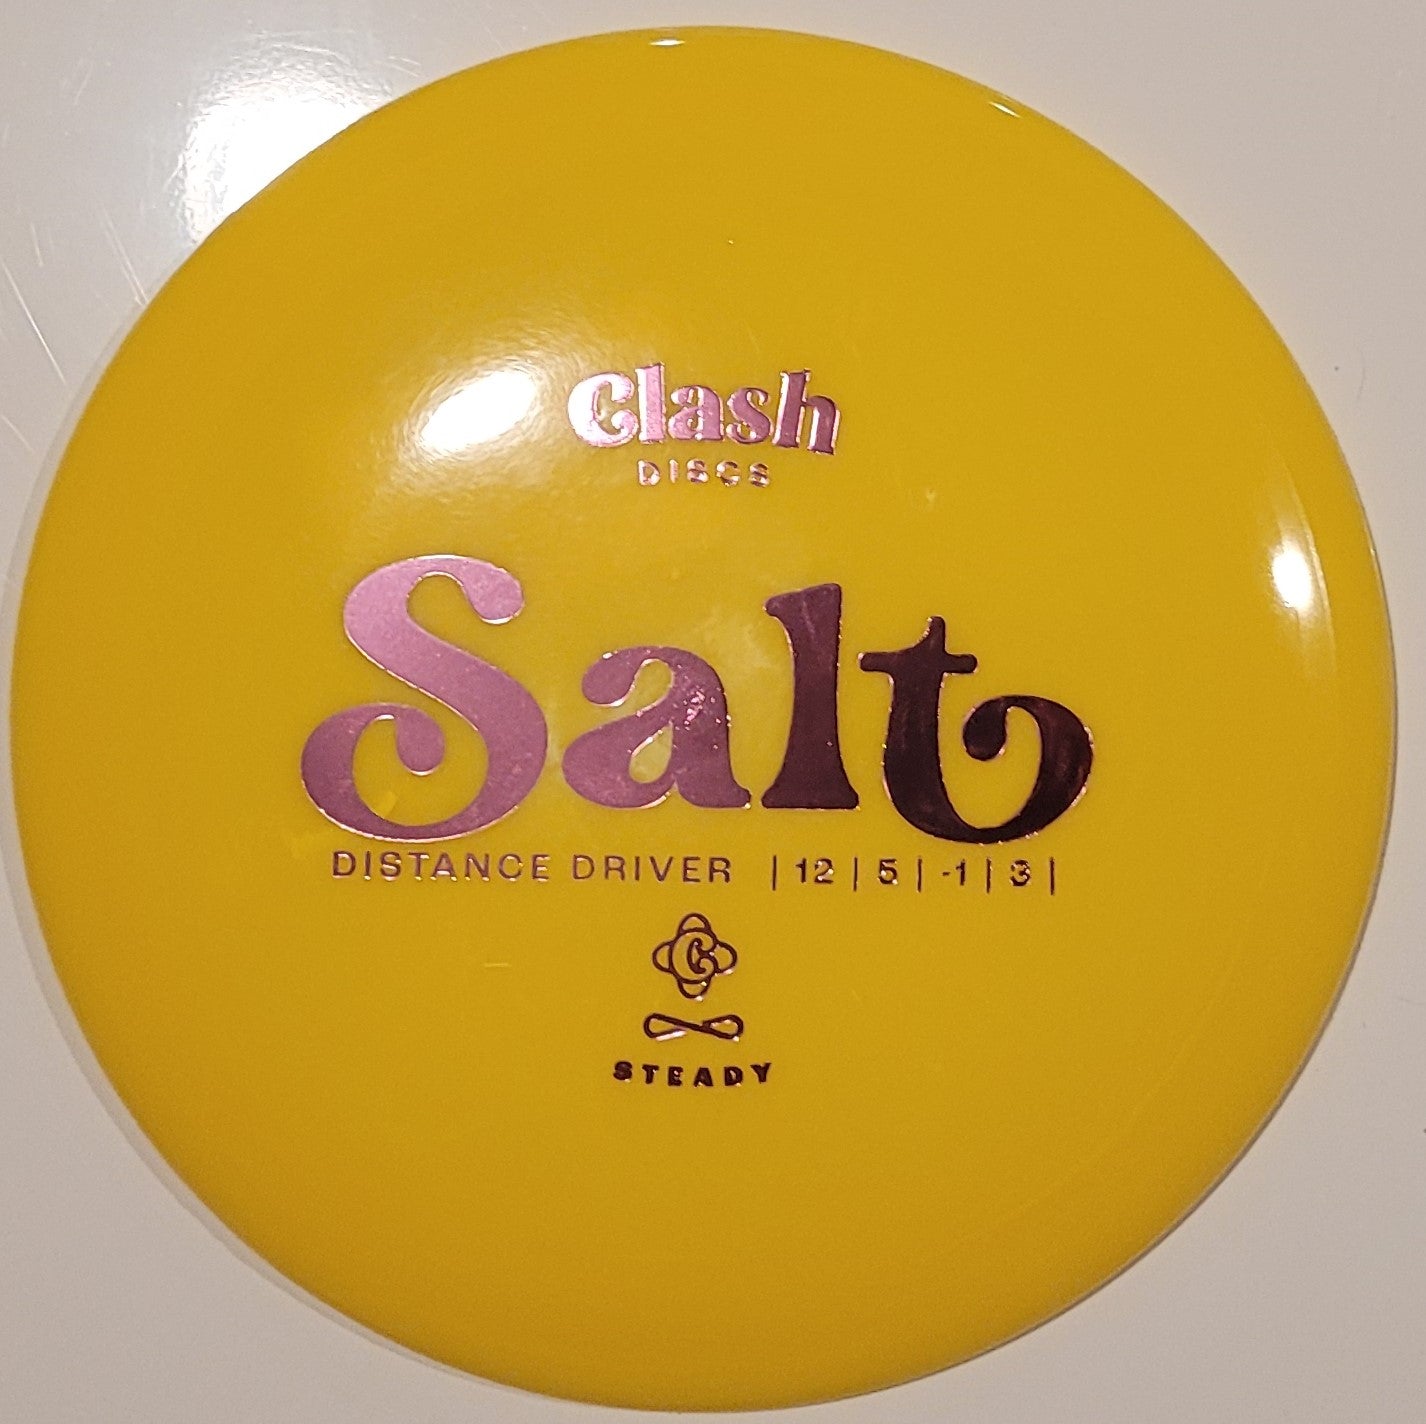 Clash
DISCS
Salt
DISTANCE DRIVER | 12 | 5 | -1 | 3 |
C
STEADY